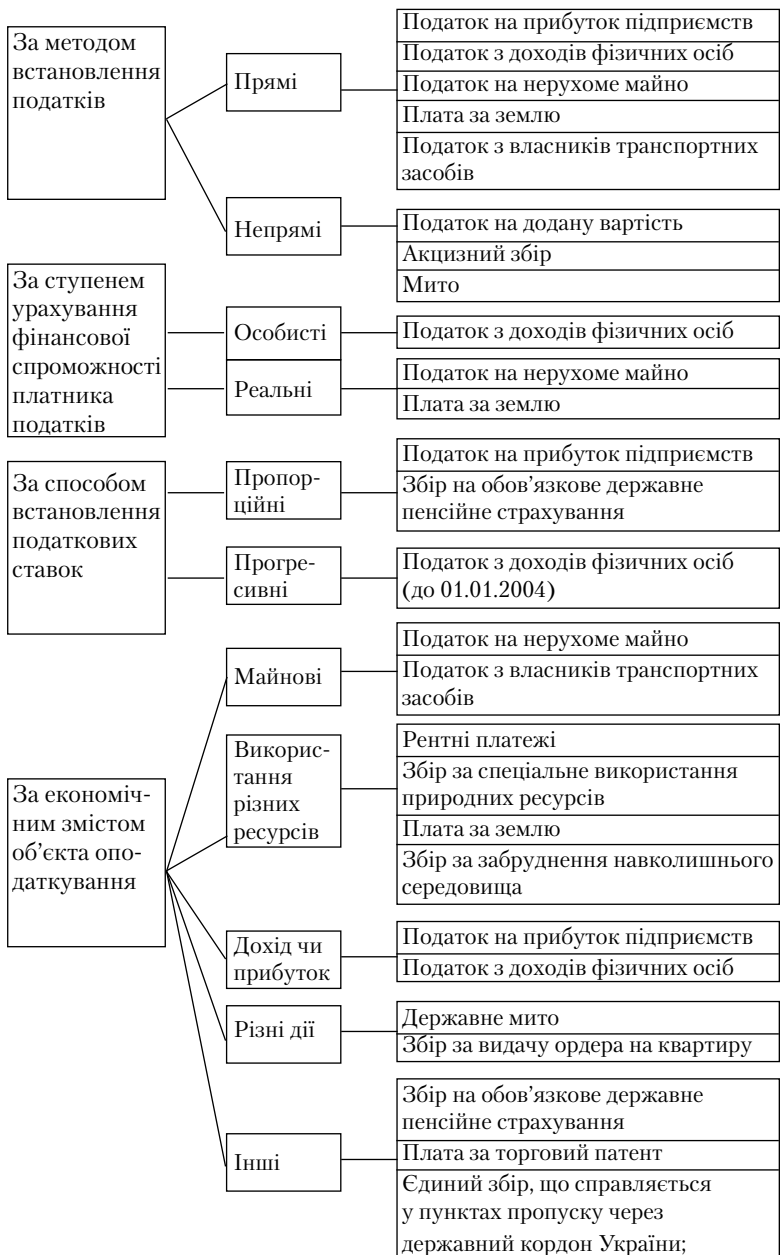 За методом
встановлення
податків
Прямі
Податок на прибуток підприємств
Податок з доходів фізичних осіб
Податок на нерухоме майно
Плата за землю
Податок з власників транспортних
засобів
Непрямі
Податок на додану вартість
Акцизний збір
Мито
За ступенем
урахування
фінансової
спроможності
платника
податків
Особисті
Податок з доходів фізичних осіб
Реальні
Податок на нерухоме майно
Плата за землю
За способом
встановлення
податкових
ставок
Пропор-
ційні
Податок на прибуток підприємств
Збір на обов’язкове державне
пенсійне страхування
Прогре-
сивні
Податок з доходів фізичних осіб
(до 01.01.2004)
За економіч-
ним змістом
об’єкта опо-
даткування
Майнові
Податок на нерухоме майно
Податок з власників транспортних
засобів
Викорис-
тання
різних
ресурсів
Рентні платежі
Збір за спеціальне використання
природних ресурсів
Плата за землю
Збір за забруднення навколишнього
середовища
Дохід чи
прибуток
Податок на прибуток підприємств
Податок з доходів фізичних осіб
Різні дії
Державне мито
Збір за видачу ордера на квартиру
Інші
Збір на обов’язкове державне
пенсійне страхування
Плата за торговий патент
Єдиний збір, що справляється
у пунктах пропуску через
державний кордон України;